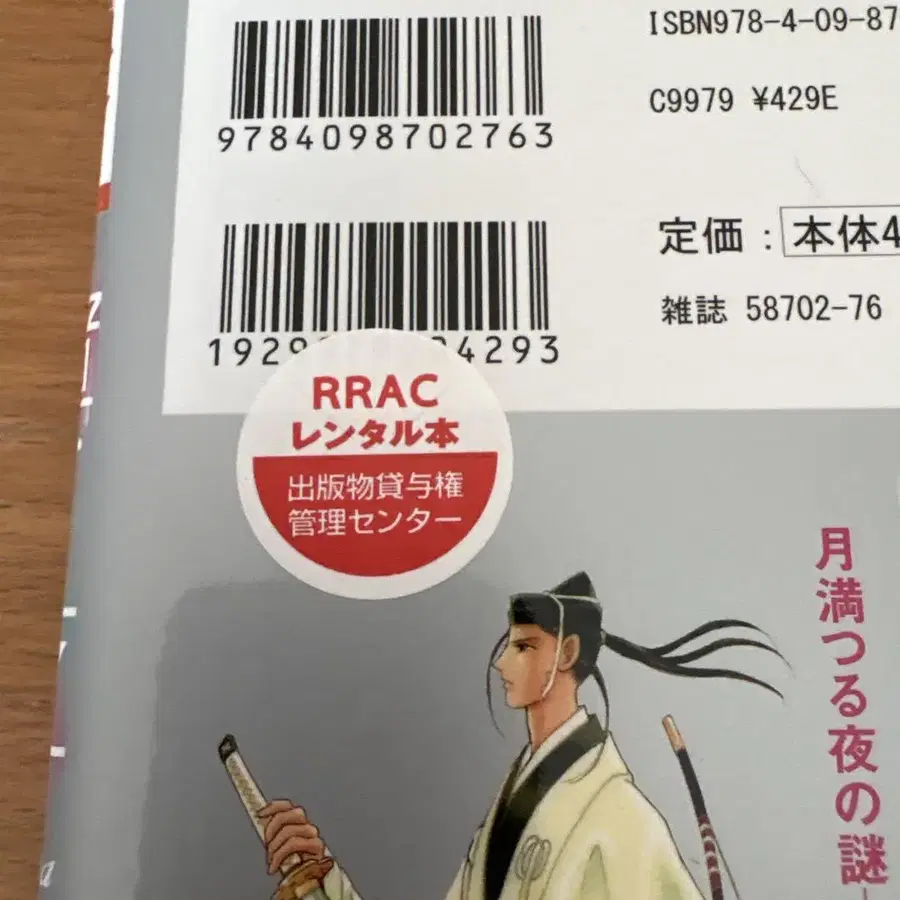 ISBN978-4-09-87
9784098702763
C9979 ¥429E
定価：本体4
雑誌 58702-76
1929 4293
RRAC
レンタル本
出版物貸与権
管理センター
月満つる夜の謎